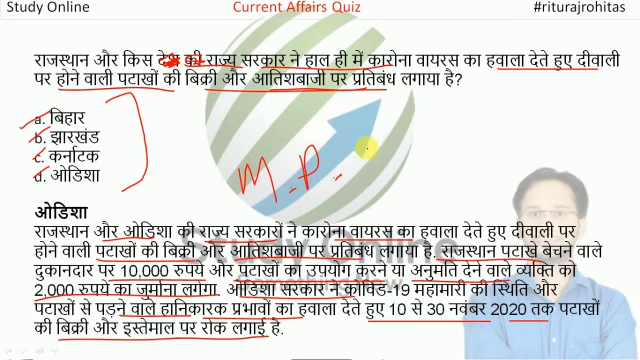 Study Online
Current Affairs Quiz
#riturajrohitas
राजस्थान और किस देश की राज्य सरकार ने हाल ही में कारोना वायरस का हवाला देते हुए दीवाली
पर होने वाली पटाखों की बिक्री और आतिशबाजी पर प्रतिबंध लगाया है?
a. बिहार
b. झारखंड
c. कर्नाटक
d. ओडिशा
M.P.
ओडिशा
राजस्थान और ओडिशा की राज्य सरकारों ने कारोना वायरस का हवाला देते हुए दीवाली पर
होने वाली पटाखों की बिक्री और आतिशबाजी पर प्रतिबंध लगाया है. राजस्थान पटाखे बेचने वाले
दुकानदार पर 10,000 रुपये और पटाखों का उपयोग करने या अनुमति देने वाले व्यक्ति को
2,000 रुपये का जुर्माना लगेगा. ओडिशा सरकार ने कोविड-19 महामारी की स्थिति और
पटाखों से पड़ने वाले हानिकारक प्रभावों का हवाला देते हुए 10 से 30 नवंबर 2020 तक पटाखों
की बिक्री और इस्तेमाल पर रोक लगाई है.
Study Online